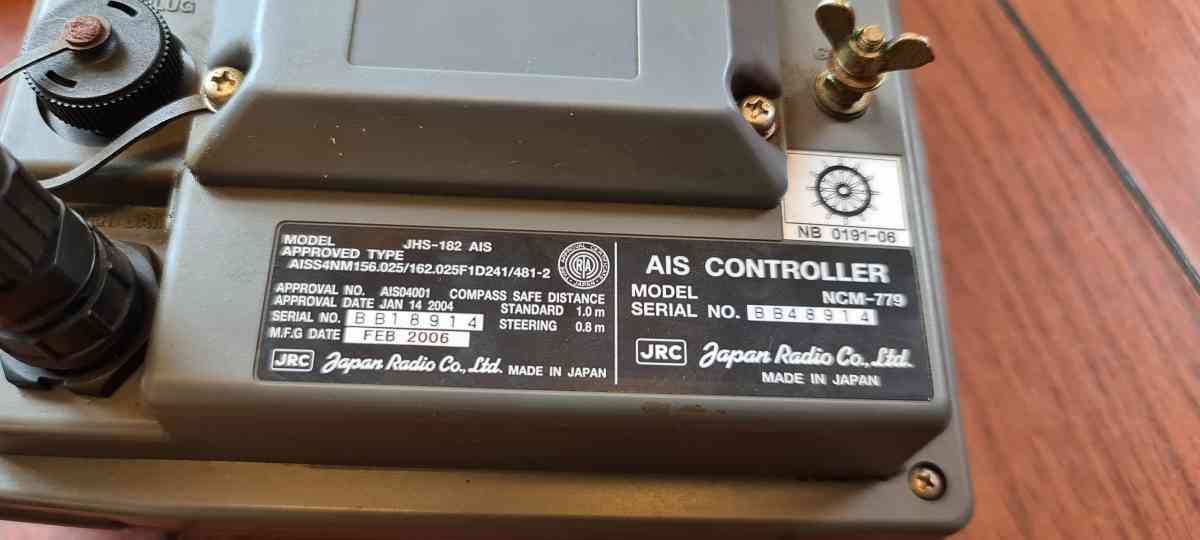 LUG
MODEL JHS-182 AIS
APPROVED TYPE
AISS4NM156.025/162.025F1D241/481-2
APPROVAL NO. AIS04001 COMPASS SAFE DISTANCE
APPROVAL DATE JAN 14 2004 STANDARD 1.0 m
SERIAL NO. BB18914 STEERING 0.8 m
M.F.G DATE FEB 2006
JRC Japan Radio Co., Ltd. MADE IN JAPAN
NB 0191-06
AIS CONTROLLER
MODEL NCM-779
SERIAL NO. BB48914
JRC Japan Radio Co., Ltd.
MADE IN JAPAN